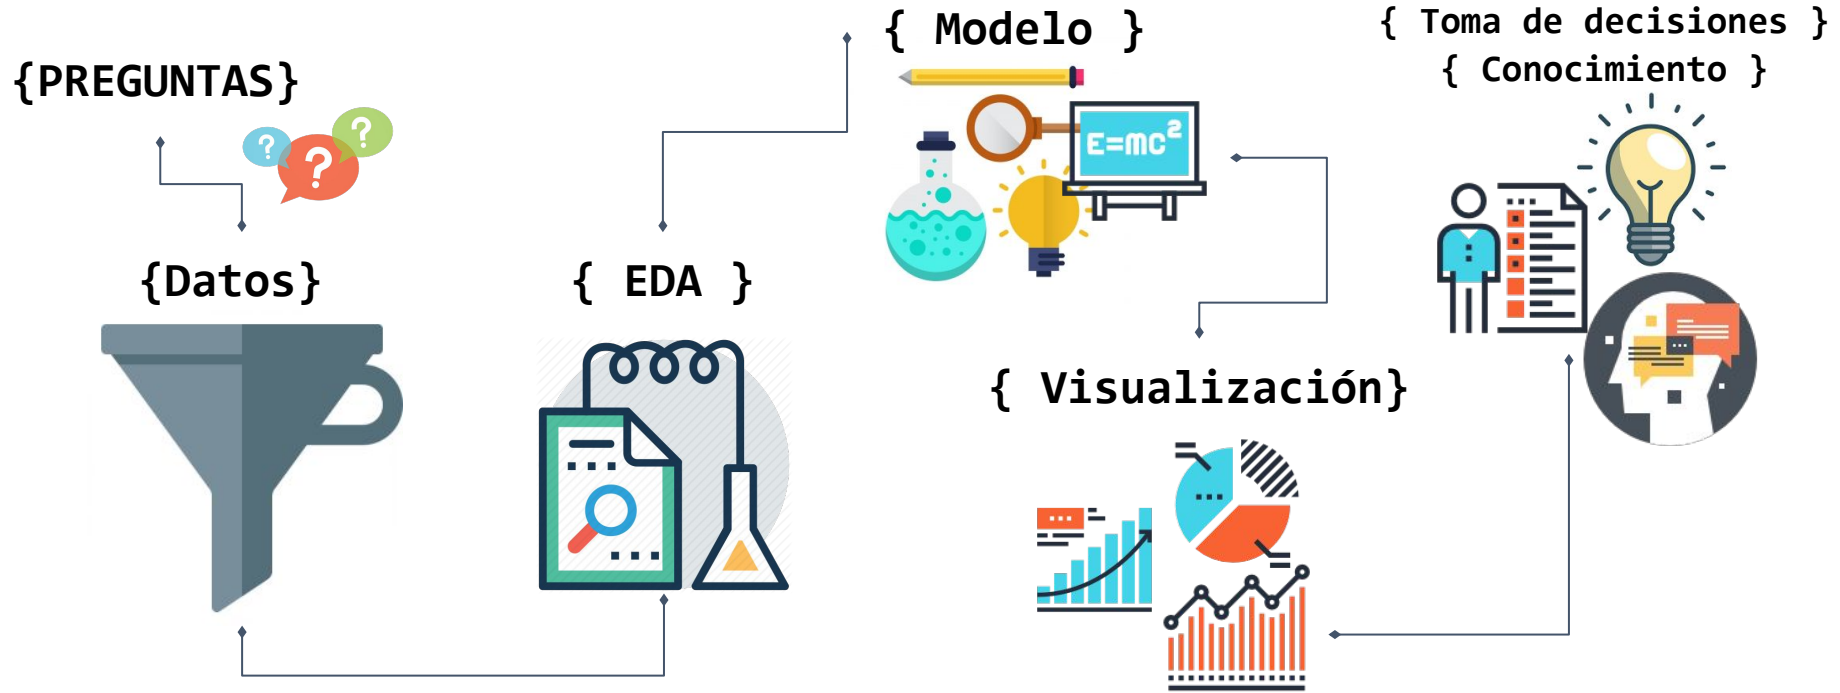 {PREGUNTAS}
? ? ?
{Datos}
{ EDA }
{ Modelo }
E=mc²
{ Visualización}
{ Toma de decisiones }
{ Conocimiento }